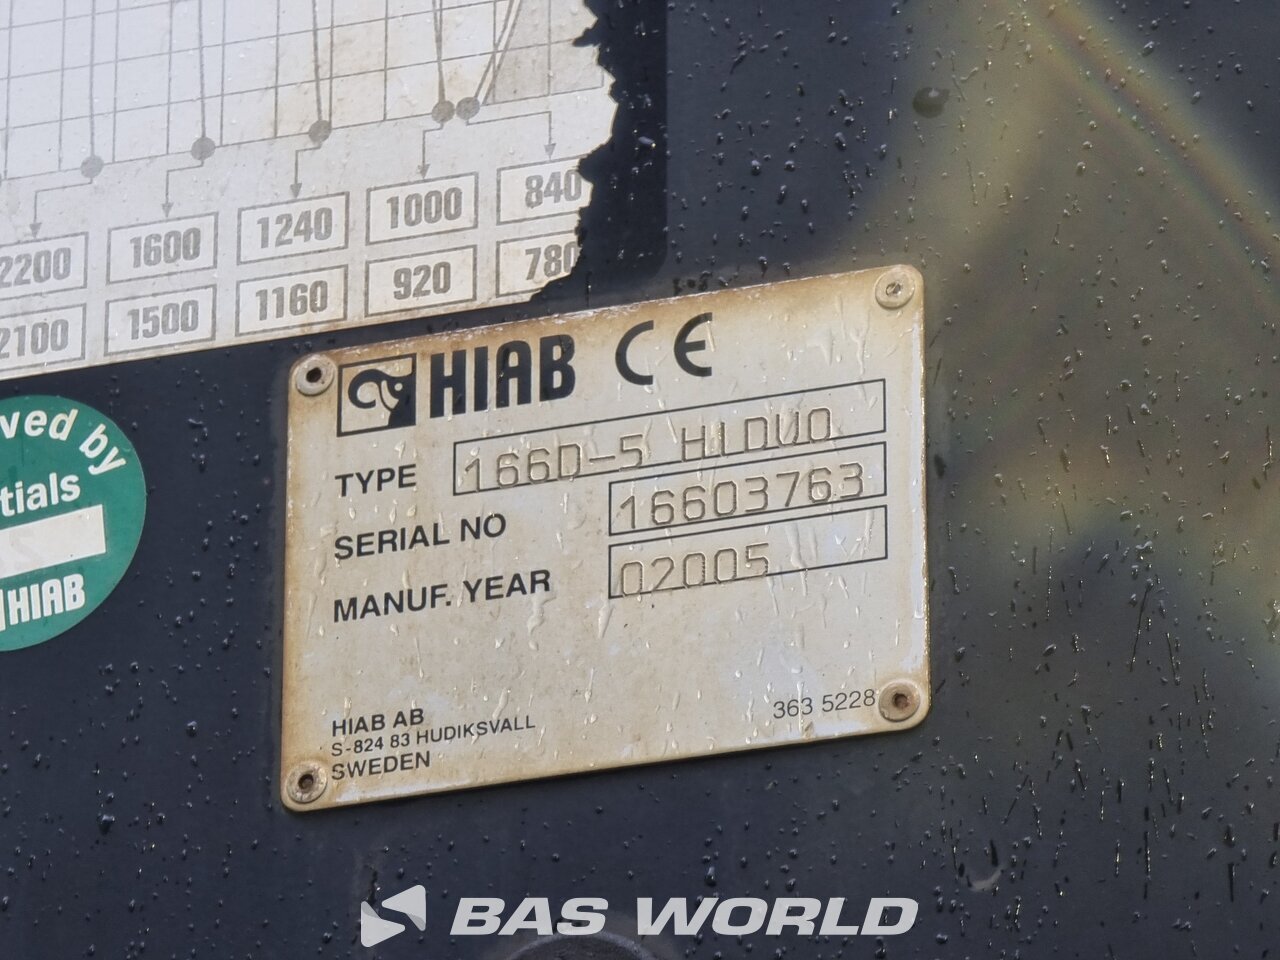 2200 1600 1240 1000 840
2100 1500 1160 920 780
HIAB CE
TYPE 166D-5 HIDUO
SERIAL NO 16603763
MANUF. YEAR 02005
HIAB AB
S-824 83 HUDIKSVALL
SWEDEN
363 5228
ved by
tials
HIAB
BAS WORLD